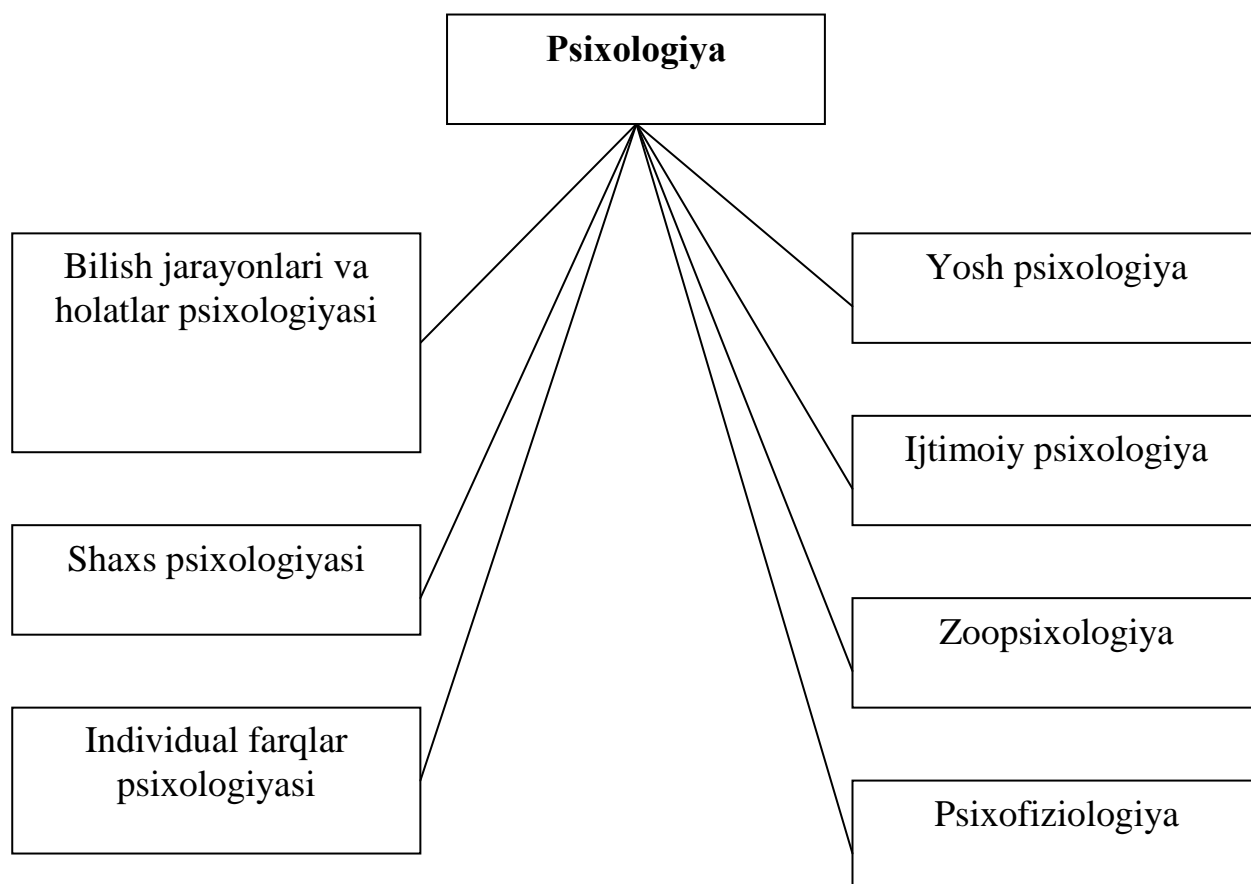 Psixologiya
Bilish jarayonlari va
holatlar psixologiyasi
Shaxs psixologiyasi
Individual farqlar
psixologiyasi
Yosh psixologiya
Ijtimoiy psixologiya
Zoopsixologiya
Psixofiziologiya